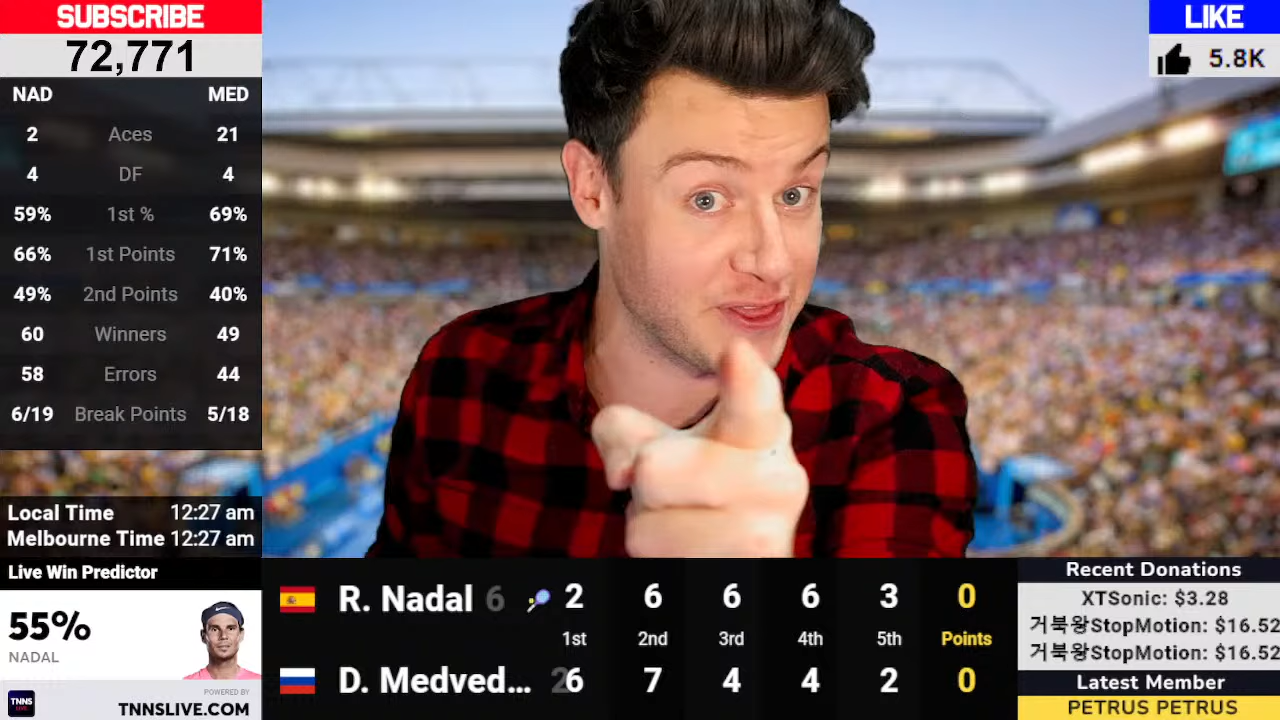 SUBSCRIBE
72,771
NAD MED
2 Aces 21
4 DF 4
59% 1st % 69%
66% 1st Points 71%
49% 2nd Points 40%
60 Winners 49
58 Errors 44
6/19 Break Points 5/18
Local Time 12:27 am
Melbourne Time 12:27 am
Live Win Predictor
55%
NADAL
POWERED BY
TNNS
LIVE
TNNSLIVE.COM
LIKE
5.8K
R. Nadal 6 2 6 6 6 3 0
1st 2nd 3rd 4th 5th Points
D. Medved... 2 6 7 4 4 2 0
Recent Donations
XTSonic: $3.28
거북왕StopMotion: $16.52
거북왕StopMotion: $16.52
Latest Member
PETRUS PETRUS